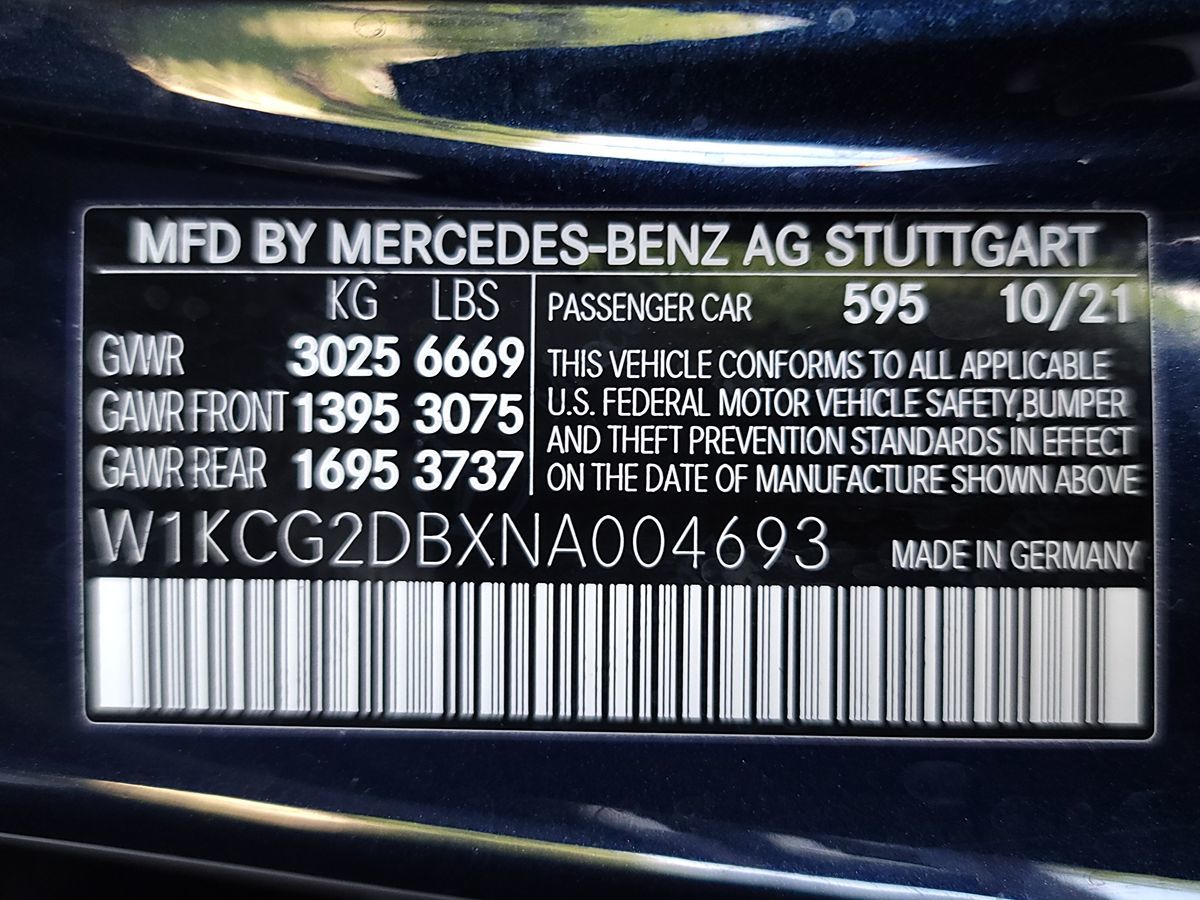 MFD BY MERCEDES-BENZ AG STUTTGART
KG LBS
GVWR 3025 6669
GAWR FRONT 1395 3075
GAWR REAR 1695 3737
PASSENGER CAR 595 10/21
THIS VEHICLE CONFORMS TO ALL APPLICABLE
U.S. FEDERAL MOTOR VEHICLE SAFETY,BUMPER
AND THEFT PREVENTION STANDARDS IN EFFECT
ON THE DATE OF MANUFACTURE SHOWN ABOVE
W1KCG2DBXNA004693
MADE IN GERMANY